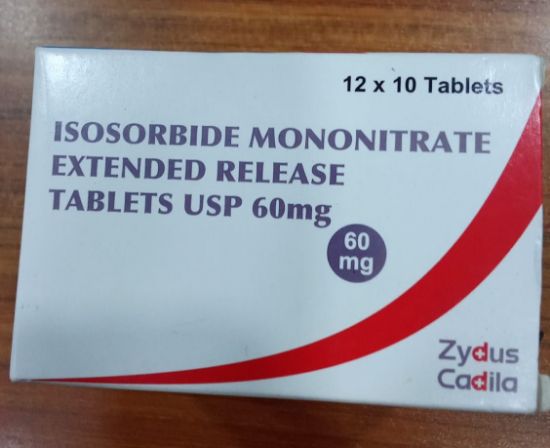 12 x 10 Tablets
ISOSORBIDE MONONITRATE
EXTENDED RELEASE
TABLETS USP 60mg
60
mg
Zydus
Cadila